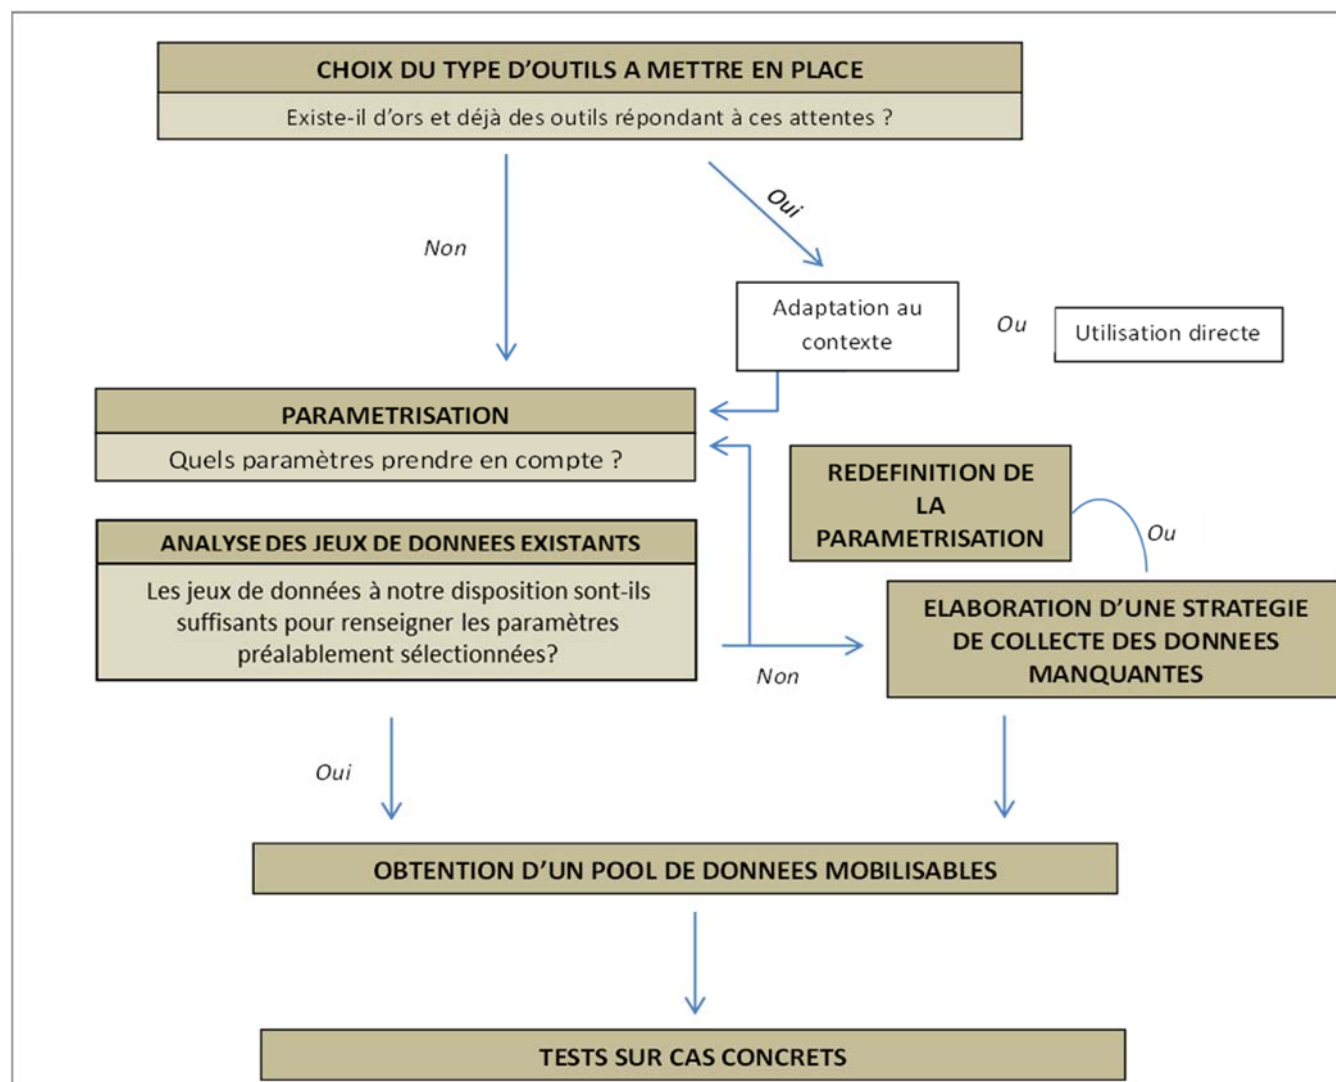 CHOIX DU TYPE D'OUTILS A METTRE EN PLACE
Existe-il d'ors et déjà des outils répondant à ces attentes ?
Oui
Non
Adaptation au
contexte
Ou
Utilisation directe
PARAMETRISATION
Quels paramètres prendre en compte ?
REDEFINITION DE
LA
PARAMETRISATION
Ou
ANALYSE DES JEUX DE DONNEES EXISTANTS
Les jeux de données à notre disposition sont-ils
suffisants pour renseigner les paramètres
préalablement sélectionnées?
Non
ELABORATION D'UNE STRATEGIE
DE COLLECTE DES DONNEES
MANQUANTES
Oui
OBTENTION D'UN POOL DE DONNEES MOBILISABLES
TESTS SUR CAS CONCRETS